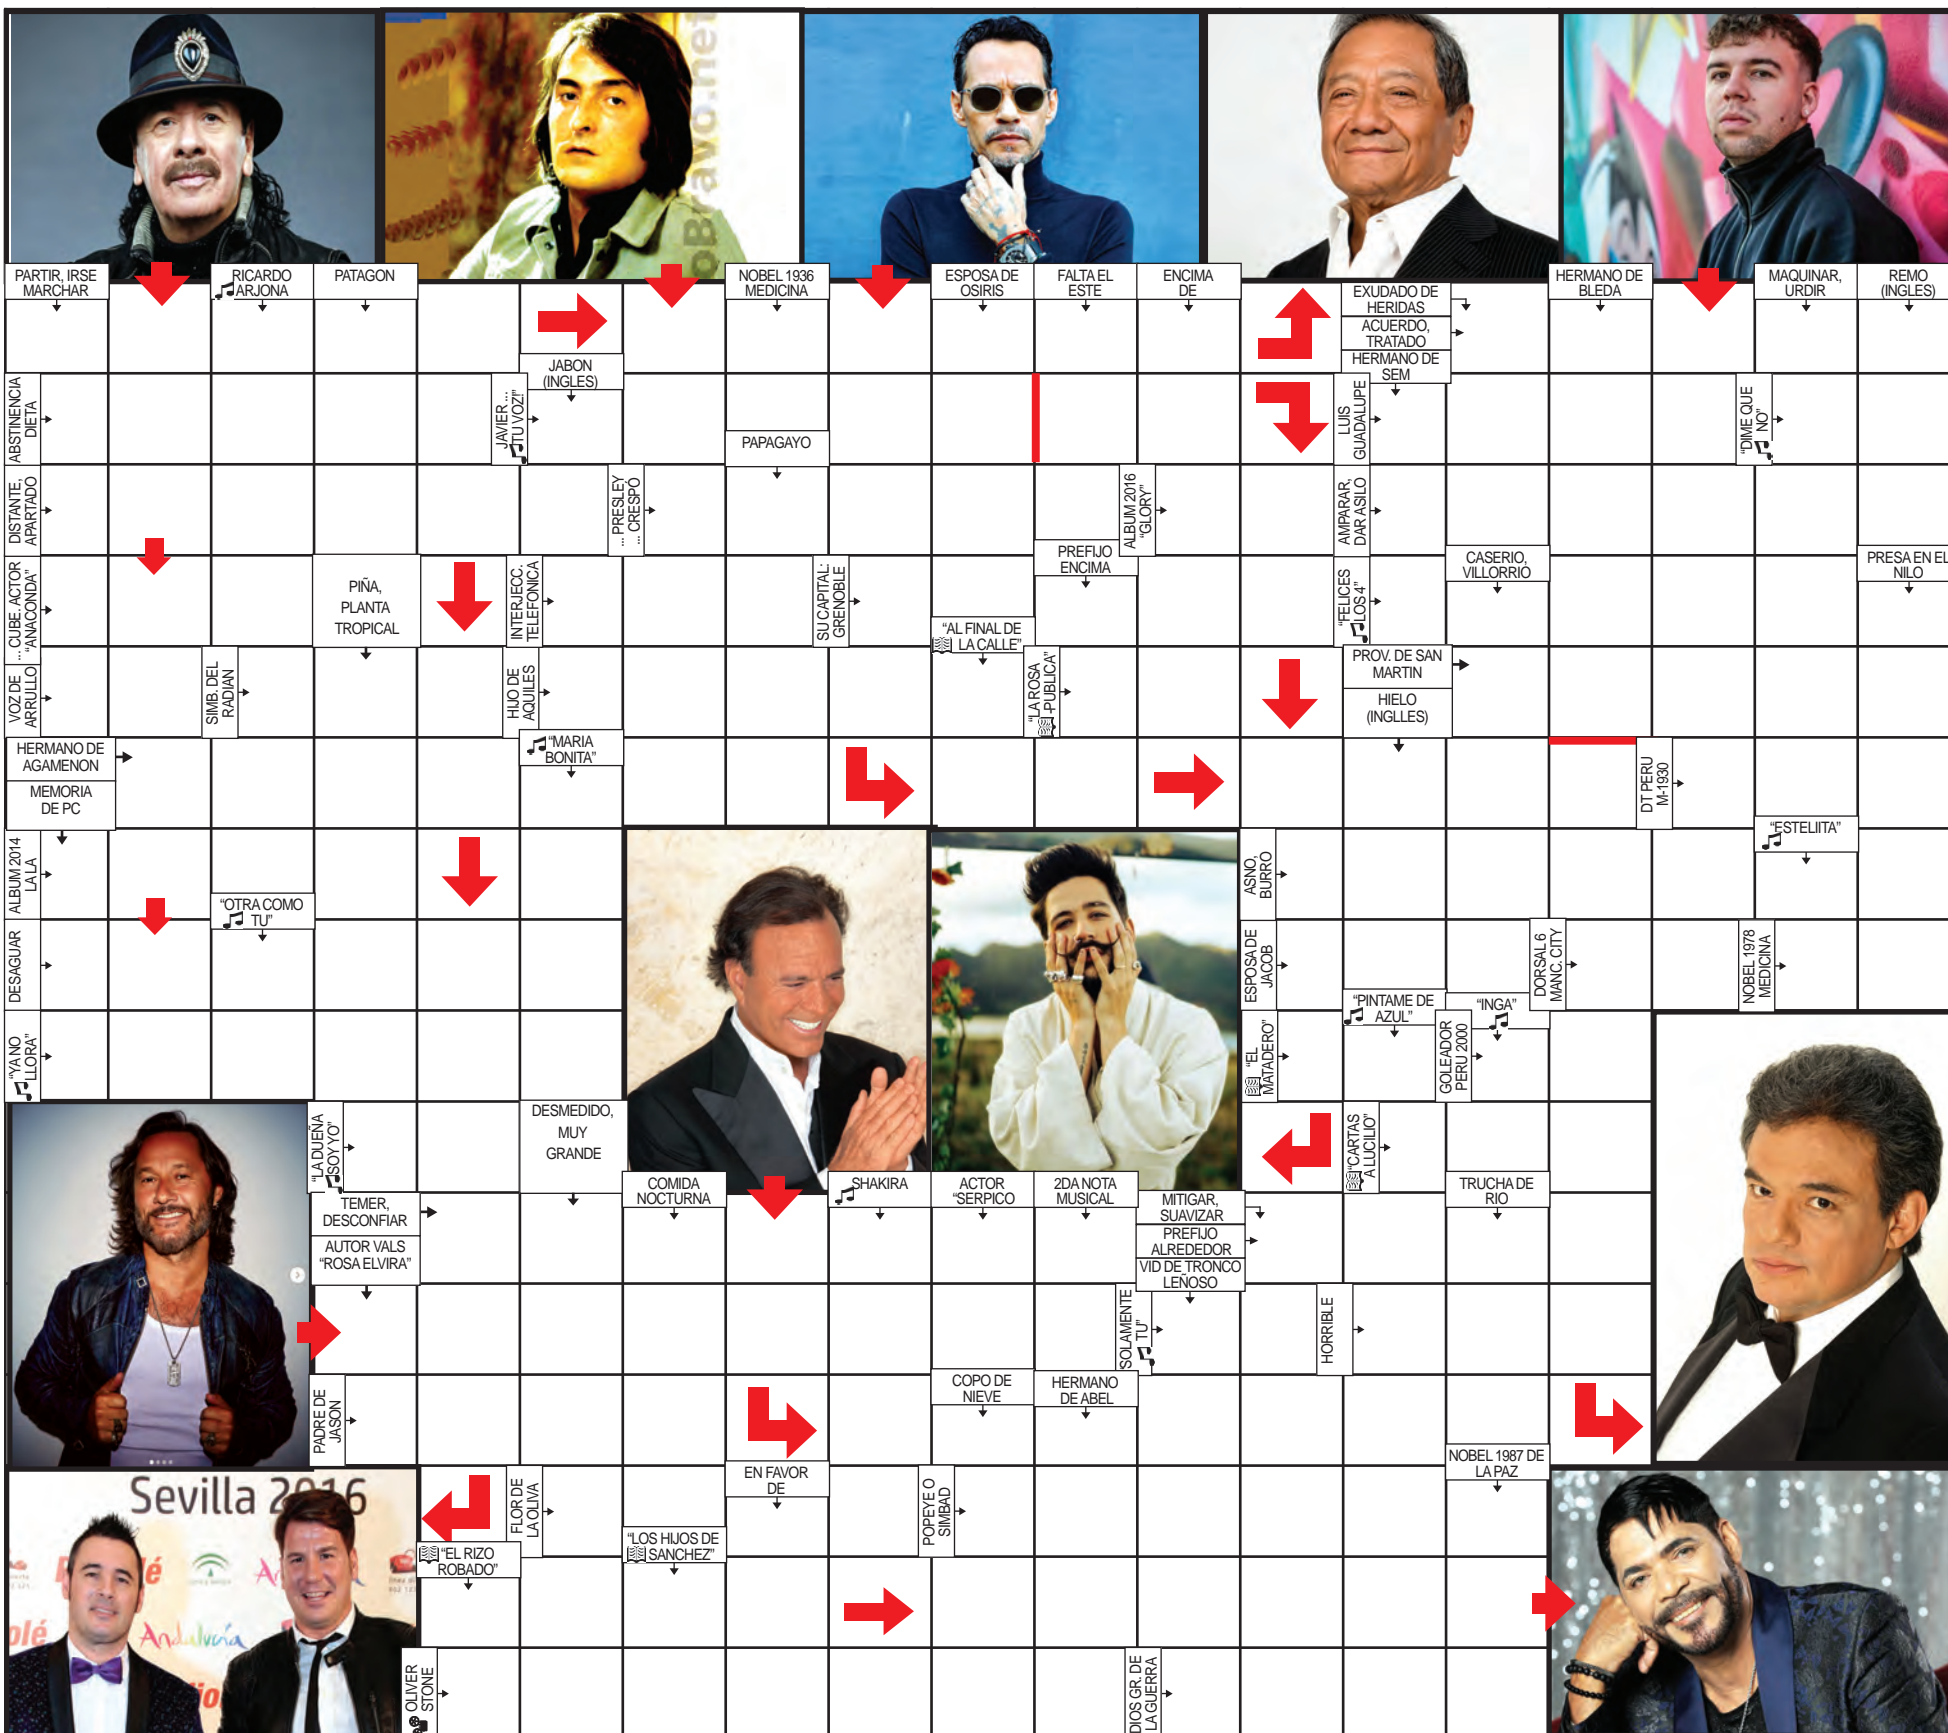 oBravo.net
PARTIR, IRSE
MARCHAR
RICARDO
ARJONA
PATAGON
NOBEL 1936
MEDICINA
ESPOSA DE
OSIRIS
FALTA EL
ESTE
ENCIMA
DE
EXUDADO DE
HERIDAS
ACUERDO,
TRATADO
HERMANO DE
SEM
HERMANO DE
BLEDA
MAQUINAR,
URDIR
REMO
(INGLES)
JABON
(INGLES)
ABSTINENCIA
DIETA
JAVIER ...
"TU VOZ!"
PAPAGAYO
LUIS
GUADALUPE
"DIME QUE
NO"
DISTANTE,
APARTADO
... PRESLEY
... CRESPO
ALBUM 2016
"GLORY"
AMPARAR,
DAR ASILO
... CUBE. ACTOR
"ANACONDA"
PIÑA,
PLANTA
TROPICAL
INTERJECC.
TELEFONICA
SU CAPITAL:
GRENOBLE
PREFIJO
ENCIMA
"AL FINAL DE
LA CALLE"
"FELICES
LOS 4"
CASERIO,
VILLORRIO
PRESA EN EL
NILO
VOZ DE
ARRULLO
SIMB. DEL
RADIAN
HIJO DE
AQUILES
"LA ROSA
PUBLICA"
PROV. DE SAN
MARTIN
HIELO
(INGLLES)
HERMANO DE
AGAMENON
MEMORIA
DE PC
"MARIA
BONITA"
DT PERU
M-1930
ALBUM 2014
LA LA
"OTRA COMO
TU"
ASNO,
BURRO
"ESTELIITA"
DESAGUAR
ESPOSA DE
JACOB
DORSAL 6
MANC. CITY
NOBEL 1978
MEDICINA
"YA NO
LLORA"
"EL
MATADERO"
"PINTAME DE
AZUL"
"INGA"
GOLEADOR
PERU 2000
"LA DUEÑA
SOY YO"
DESMEDIDO,
MUY
GRANDE
"CARTAS
A LUCILIO"
TEMER,
DESCONFIAR
AUTOR VALS
"ROSA ELVIRA"
COMIDA
NOCTURNA
SHAKIRA
ACTOR
"SERPICO
2DA NOTA
MUSICAL
MITIGAR,
SUAVIZAR
PREFIJO
ALREDEDOR
VID DE TRONCO
LEÑOSO
TRUCHA DE
RIO
"SOLAMENTE
TU"
HORRIBLE
PADRE DE
JASON
COPO DE
NIEVE
HERMANO
DE ABEL
NOBEL 1987 DE
LA PAZ
Sevilla 2016
FLOR DE
LA OLIVA
EN FAVOR
DE
POPEYE O
SIMBAD
"EL RIZO
ROBADO"
"LOS HIJOS DE
SANCHEZ"
Andalucía
OLIVER
STONE
DIOS GR. DE
LA GUERRA